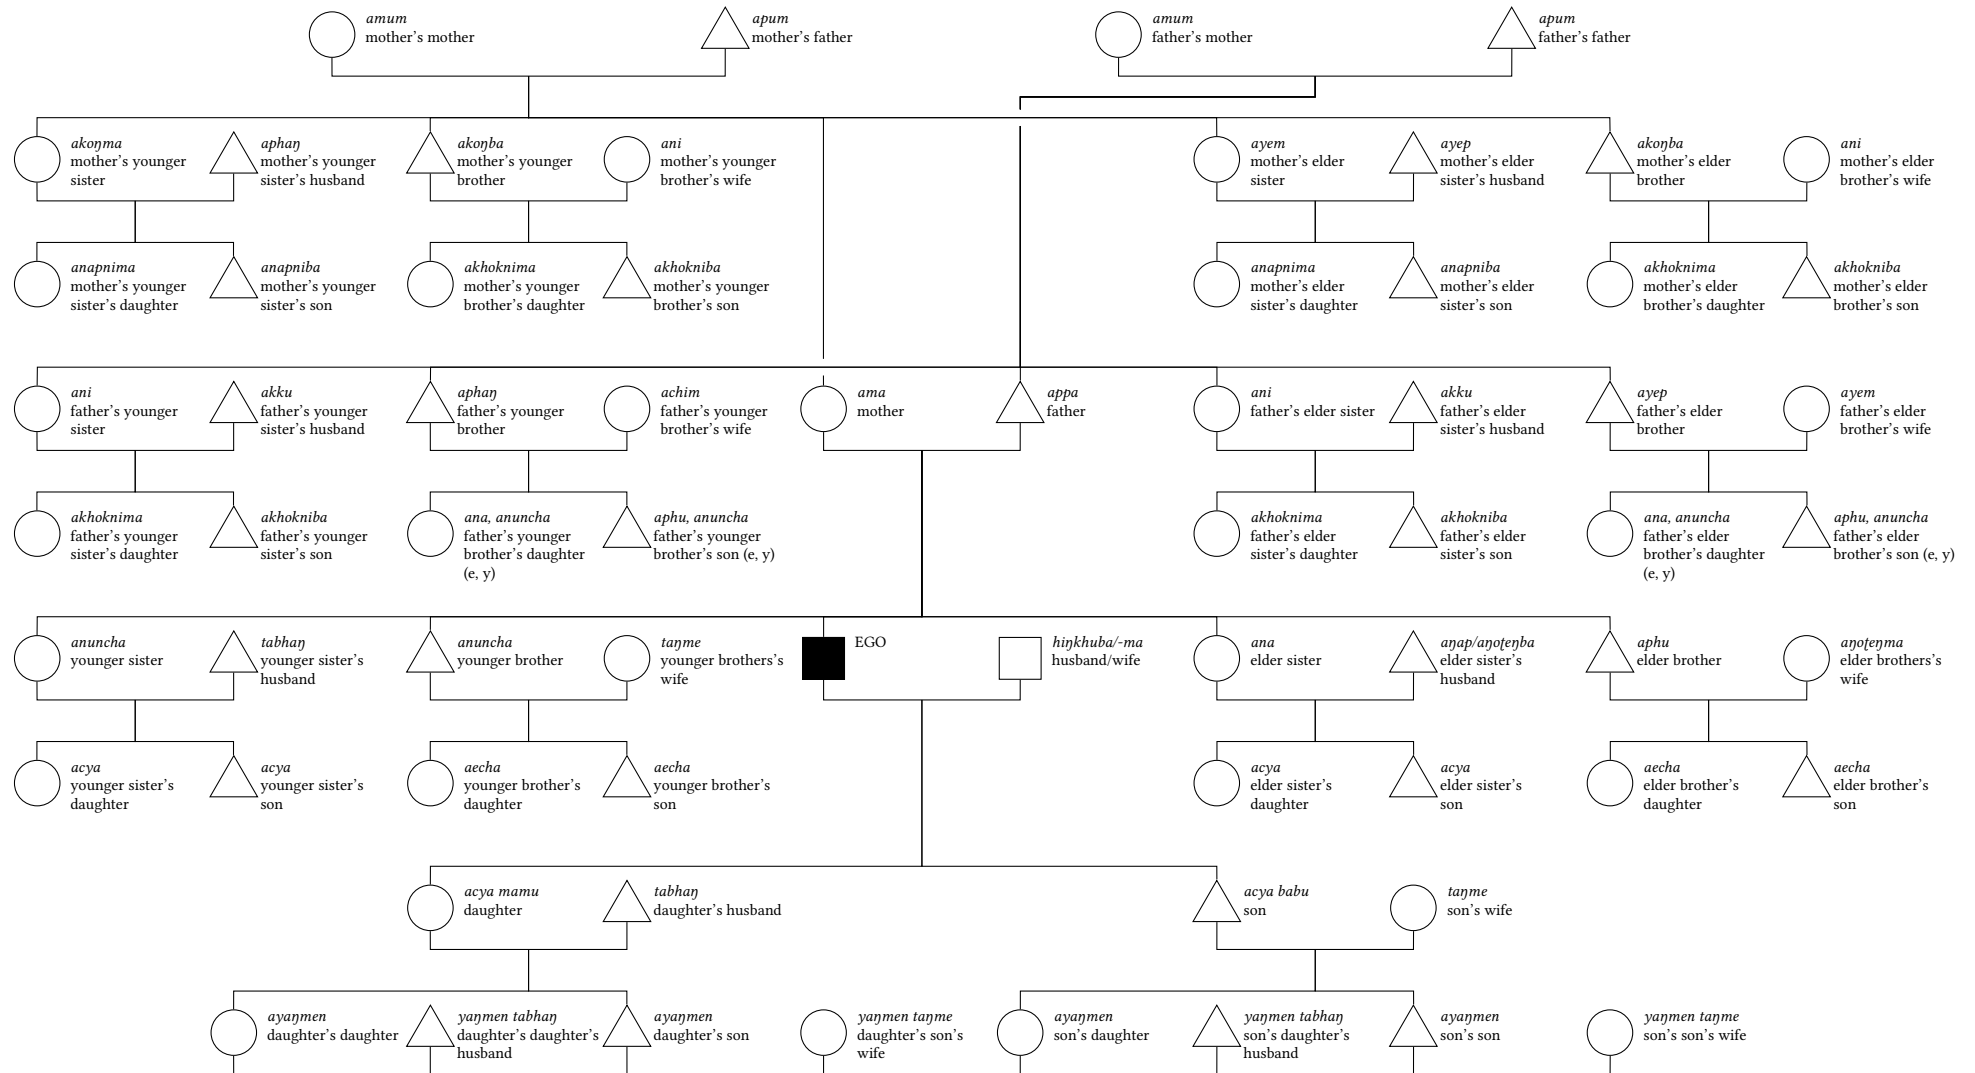 amum
mother’s mother
apum
mother’s father
amum
father’s mother
apum
father’s father
akoŋma
mother’s younger
sister
aphaŋ
mother’s younger
sister’s husband
akoŋba
mother’s younger
brother
ani
mother’s younger
brother’s wife
ayem
mother’s elder
sister
ayep
mother’s elder
sister’s husband
akoŋba
mother’s elder
brother
ani
mother’s elder
brother’s wife
anapnima
mother’s younger
sister’s daughter
anapniba
mother’s younger
sister’s son
akhoknima
mother’s younger
brother’s daughter
akhokniba
mother’s younger
brother’s son
anapnima
mother’s elder
sister’s daughter
anapniba
mother’s elder
sister’s son
akhoknima
mother’s elder
brother’s daughter
akhokniba
mother’s elder
brother’s son
ani
father’s younger
sister
akku
father’s younger
sister’s husband
aphaŋ
father’s younger
brother
achim
father’s younger
brother’s wife
ama
mother
appa
father
ani
father’s elder sister
akku
father’s elder
sister’s husband
ayep
father’s elder
brother
ayem
father’s elder
brother’s wife
akhoknima
father’s younger
sister’s daughter
akhokniba
father’s younger
sister’s son
ana, anuncha
father’s younger
brother’s daughter
(e, y)
aphu, anuncha
father’s younger
brother’s son (e, y)
akhoknima
father’s elder
sister’s daughter
akhokniba
father’s elder
sister’s son
ana, anuncha
father’s elder
brother’s daughter
(e, y)
aphu, anuncha
father’s elder
brother’s son (e, y)
anuncha
younger sister
tabhaŋ
younger sister’s
husband
anuncha
younger brother
taŋme
younger brothers’s
wife
EGO
hiŋkhuba/-ma
husband/wife
ana
elder sister
aŋap/aŋoʈeŋba
elder sister’s
husband
aphu
elder brother
aŋoʈeŋma
elder brothers’s
wife
acya
younger sister’s
daughter
acya
younger sister’s
son
aecha
younger brother’s
daughter
aecha
younger brother’s
son
acya
elder sister’s
daughter
acya
elder sister’s
son
aecha
elder brother’s
daughter
aecha
elder brother’s
son
acya mamu
daughter
tabhaŋ
daughter’s husband
acya babu
son
taŋme
son’s wife
ayaŋmen
daughter’s daughter
yaŋmen tabhaŋ
daughter’s daughter’s
husband
ayaŋmen
daughter’s son
yaŋmen taŋme
daughter’s son’s
wife
ayaŋmen
son’s daughter
yaŋmen tabhaŋ
son’s daughter’s
husband
ayaŋmen
son’s son
yaŋmen taŋme
son’s son’s wife